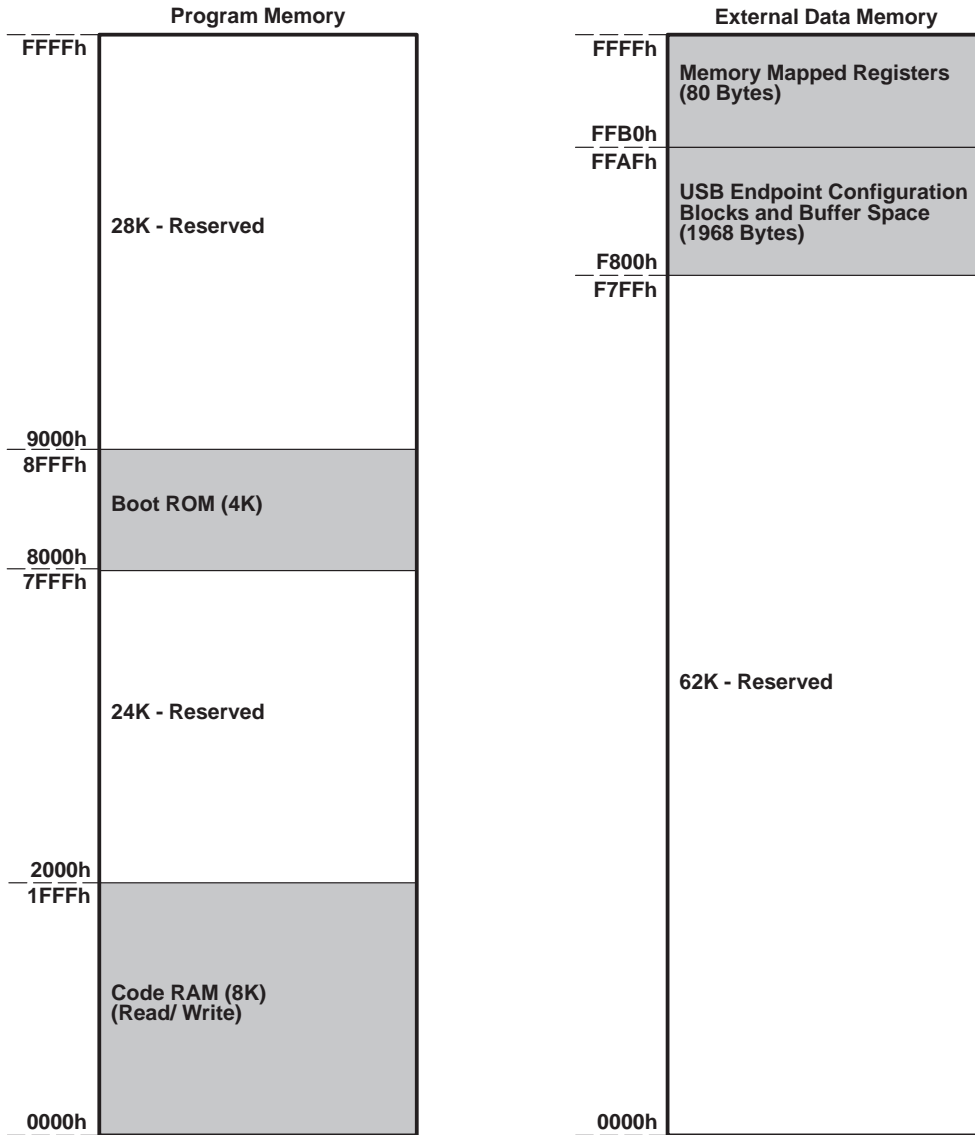 Program Memory
FFFFh
28K - Reserved
9000h
8FFFh
Boot ROM (4K)
8000h
7FFFh
24K - Reserved
2000h
1FFFh
Code RAM (8K)
(Read/ Write)
0000h
External Data Memory
FFFFh
Memory Mapped Registers
(80 Bytes)
FFB0h
FFAFh
USB Endpoint Configuration
Blocks and Buffer Space
(1968 Bytes)
F800h
F7FFh
62K - Reserved
0000h